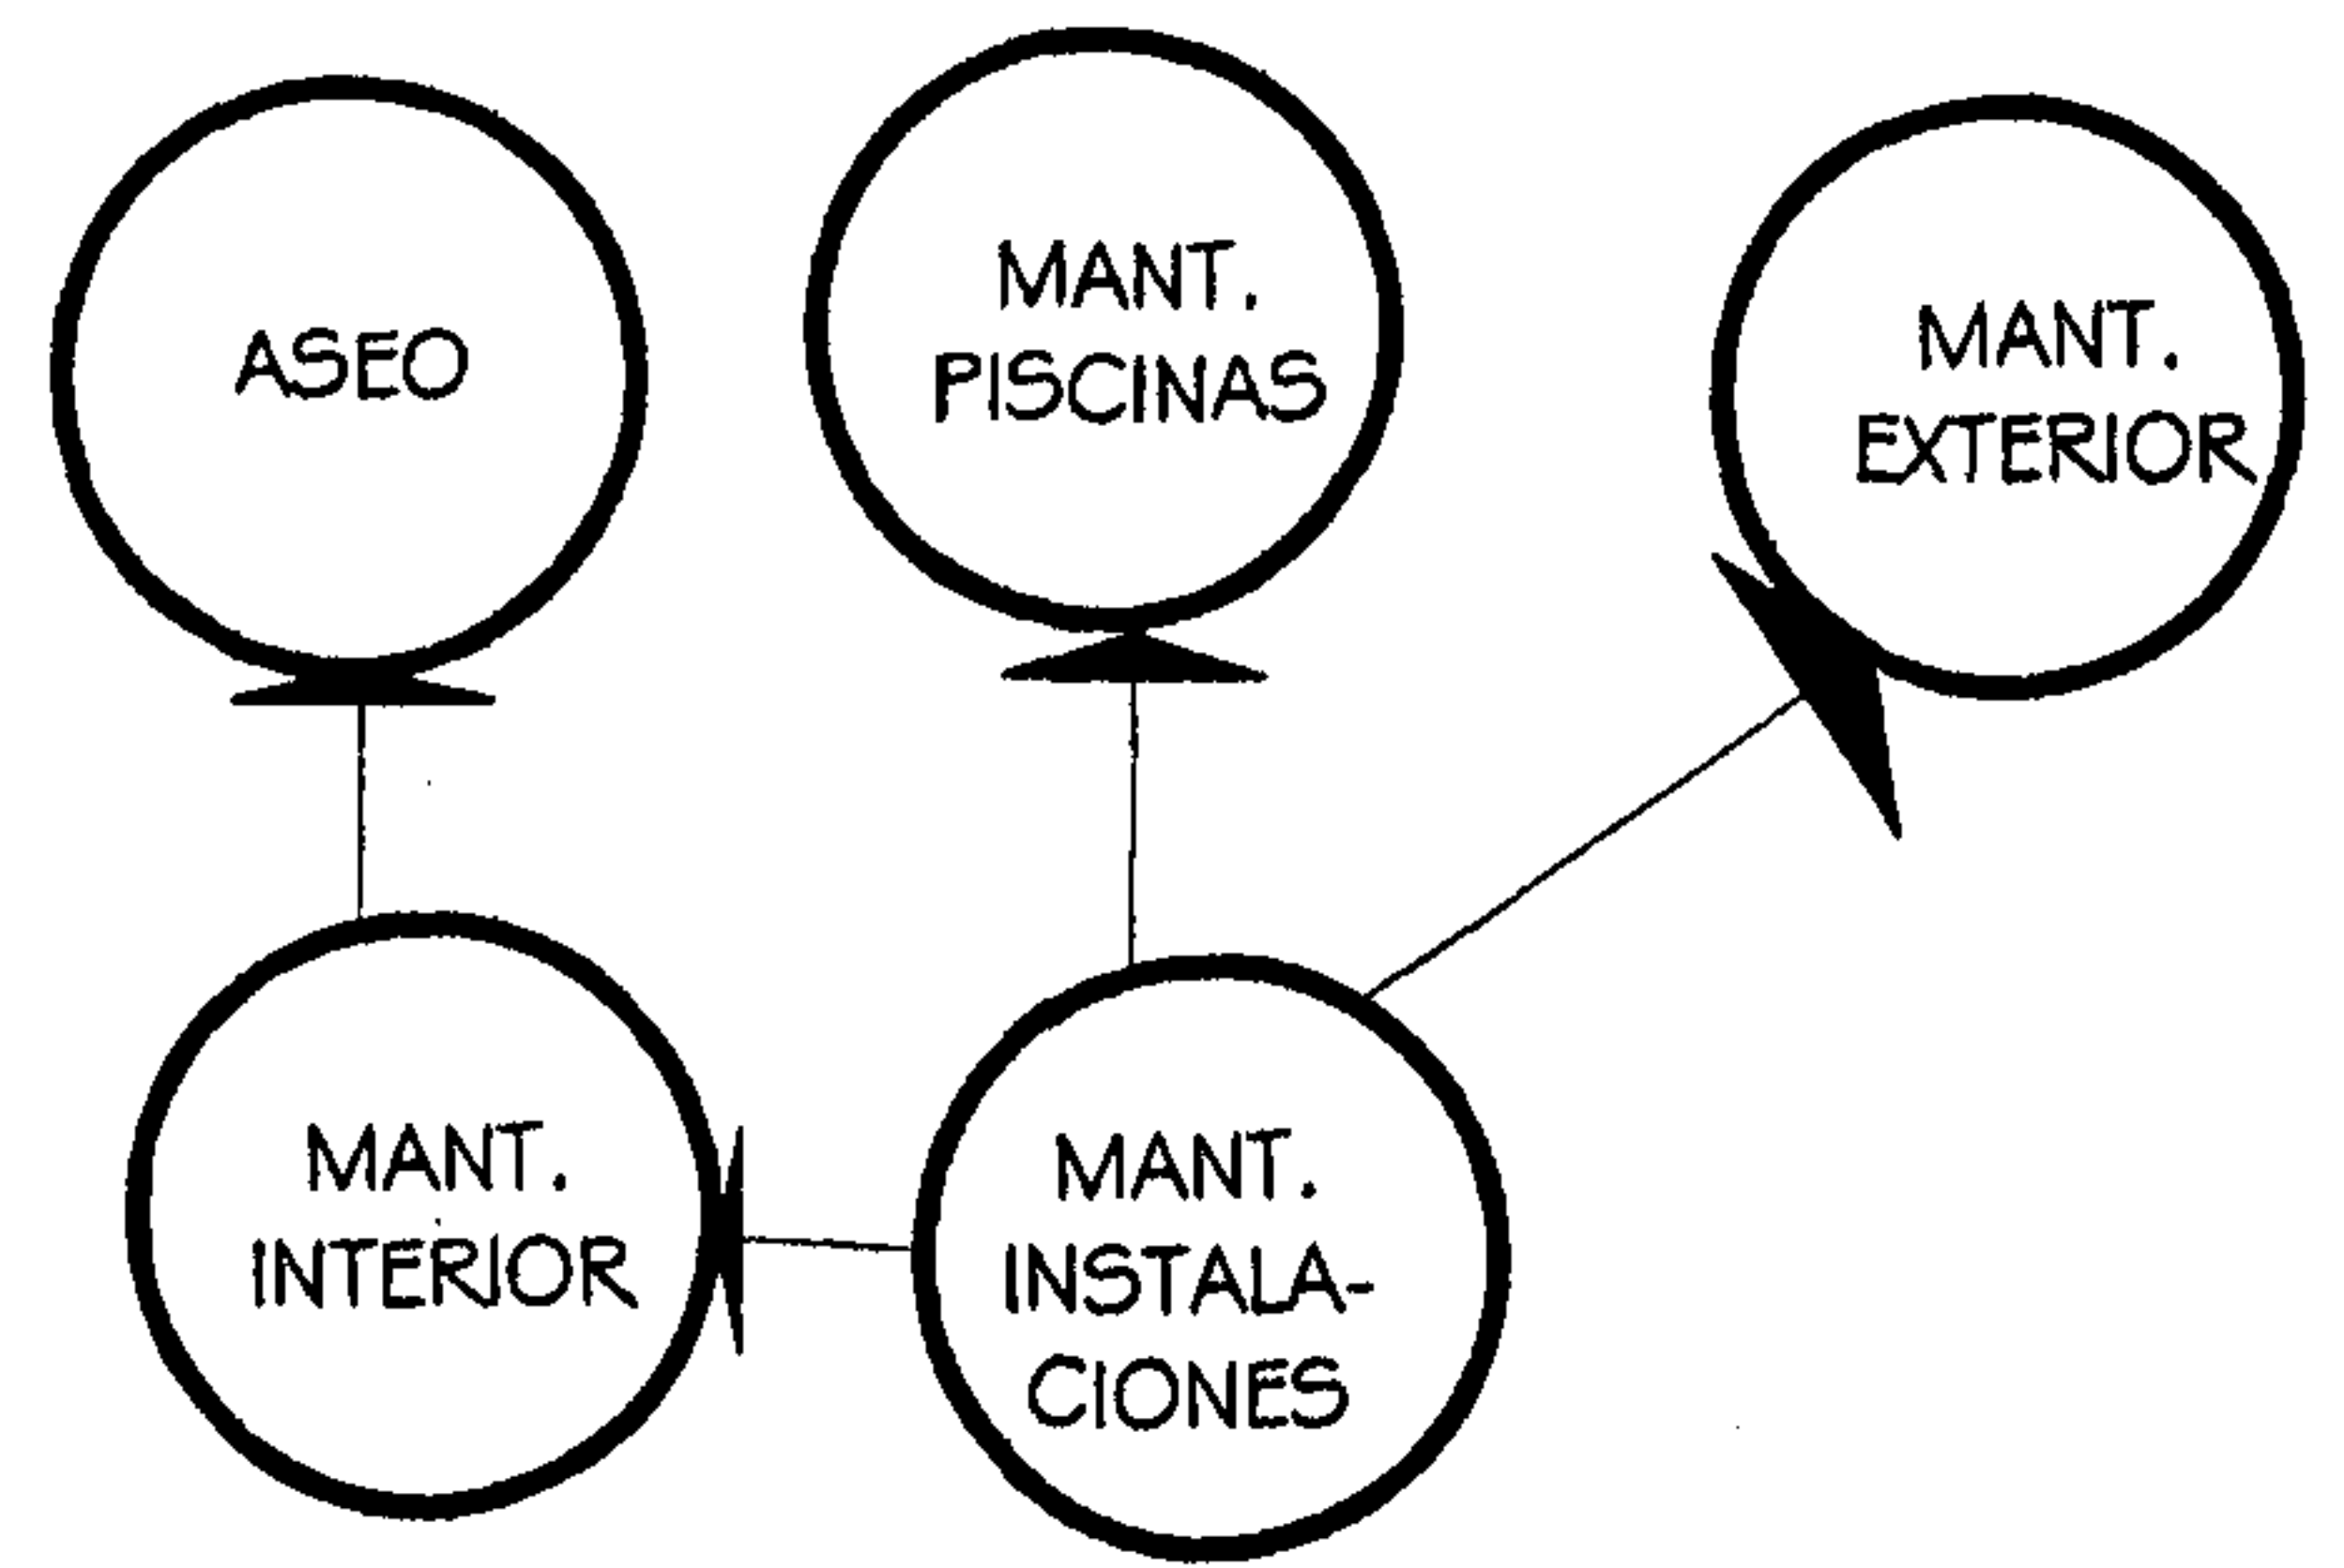 ASEO
MANT.
PISCINAS
MANT.
EXTERIOR
MANT.
INTERIOR
MANT.
INSTALA-
CIONES